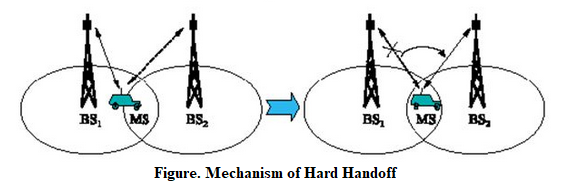 BS₁ MS BS₂ BS₁ MS BS₂
Figure. Mechanism of Hard Handoff